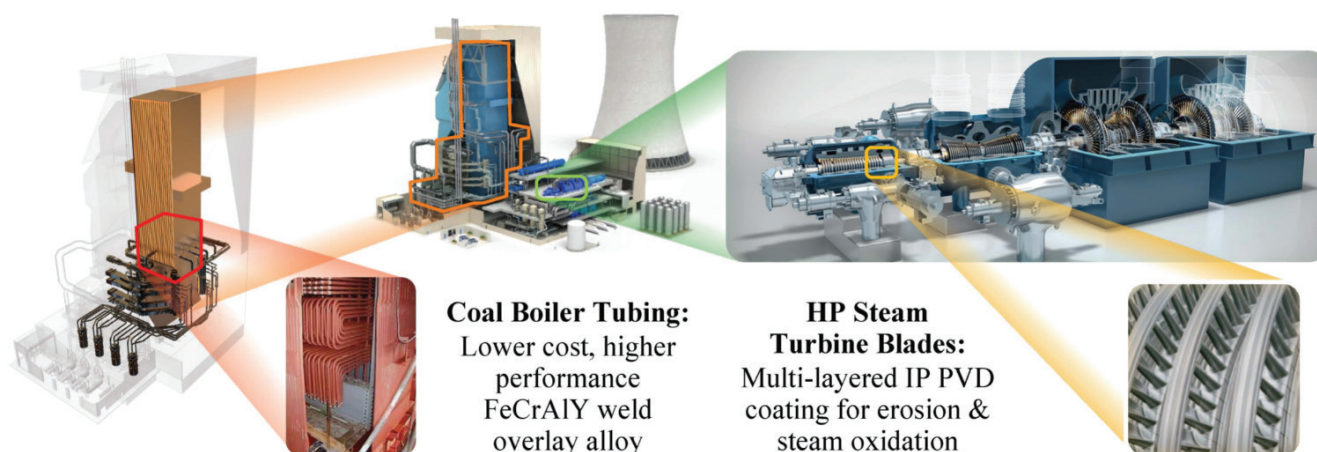 Coal Boiler Tubing:
Lower cost, higher
performance
FeCrAlY weld
overlay alloy
HP Steam
Turbine Blades:
Multi-layered IP PVD
coating for erosion &
steam oxidation